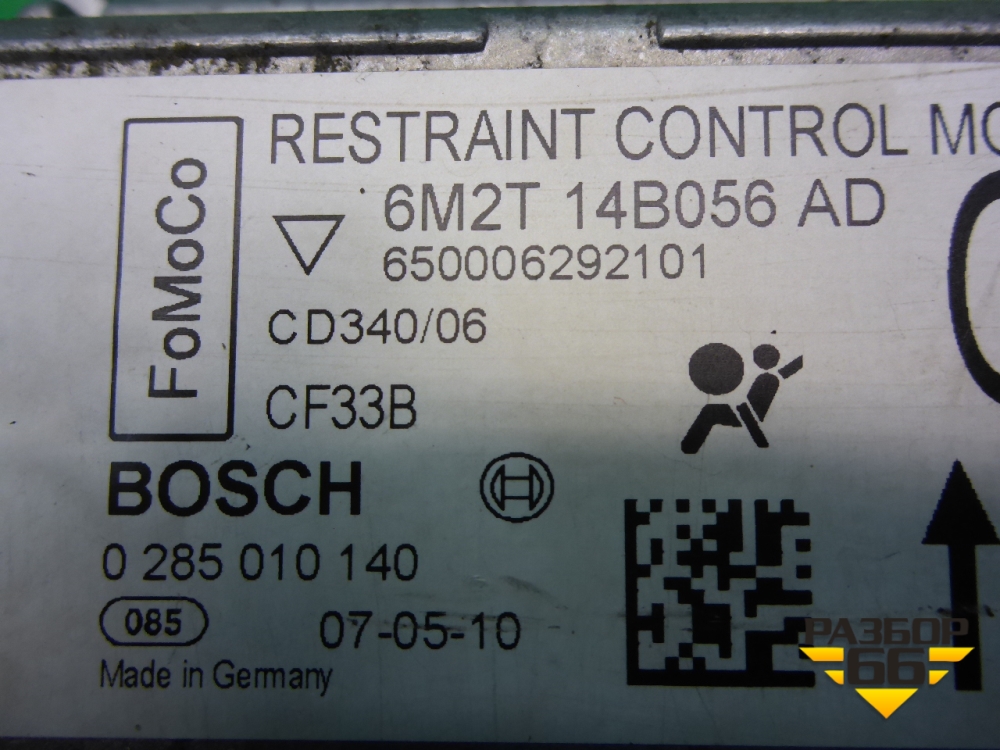 RESTRAINT CONTROL
FoMoCo
6M2T 14B056 AD
650006292101
CD340/06
CF33B
BOSCH
0 285 010 140
085
07-05-10
Made in Germany
РАЗБОР
66